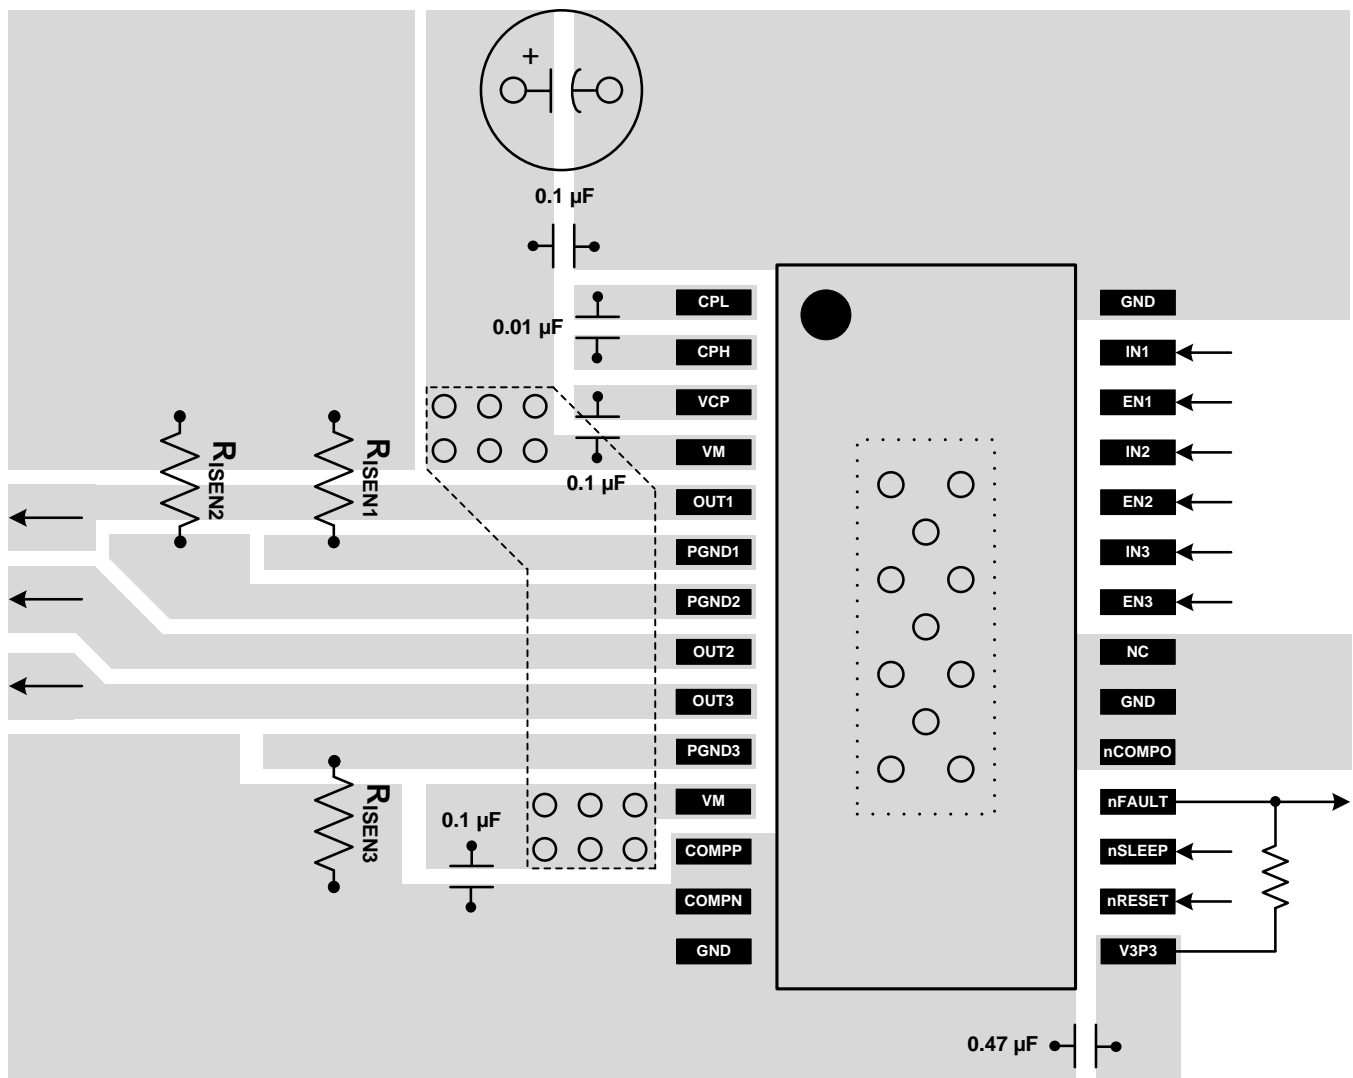 +
0.1 µF
CPL
GND
0.01 µF
CPH
IN1
VCP
EN1
VM
IN2
0.1 µF
RISEN2
RISEN1
OUT1
EN2
PGND1
IN3
PGND2
EN3
OUT2
NC
OUT3
GND
PGND3
nCOMPO
VM
nFAULT
RISEN3
0.1 µF
COMPP
nSLEEP
COMPN
nRESET
GND
V3P3
0.47 µF